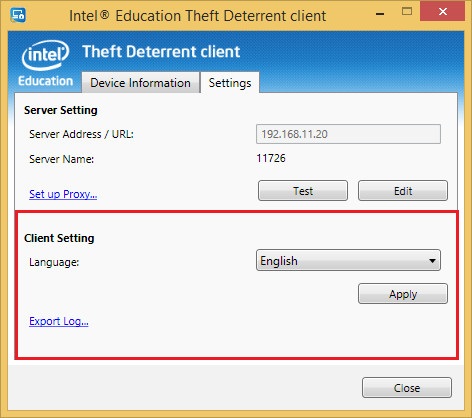 Intel® Education Theft Deterrent client
intel
Education
Theft Deterrent client
Device Information
Settings
Server Setting
Server Address / URL:
192.168.11.20
Server Name:
11726
Set up Proxy...
Test
Edit
Client Setting
Language:
English
Apply
Export Log...
Close